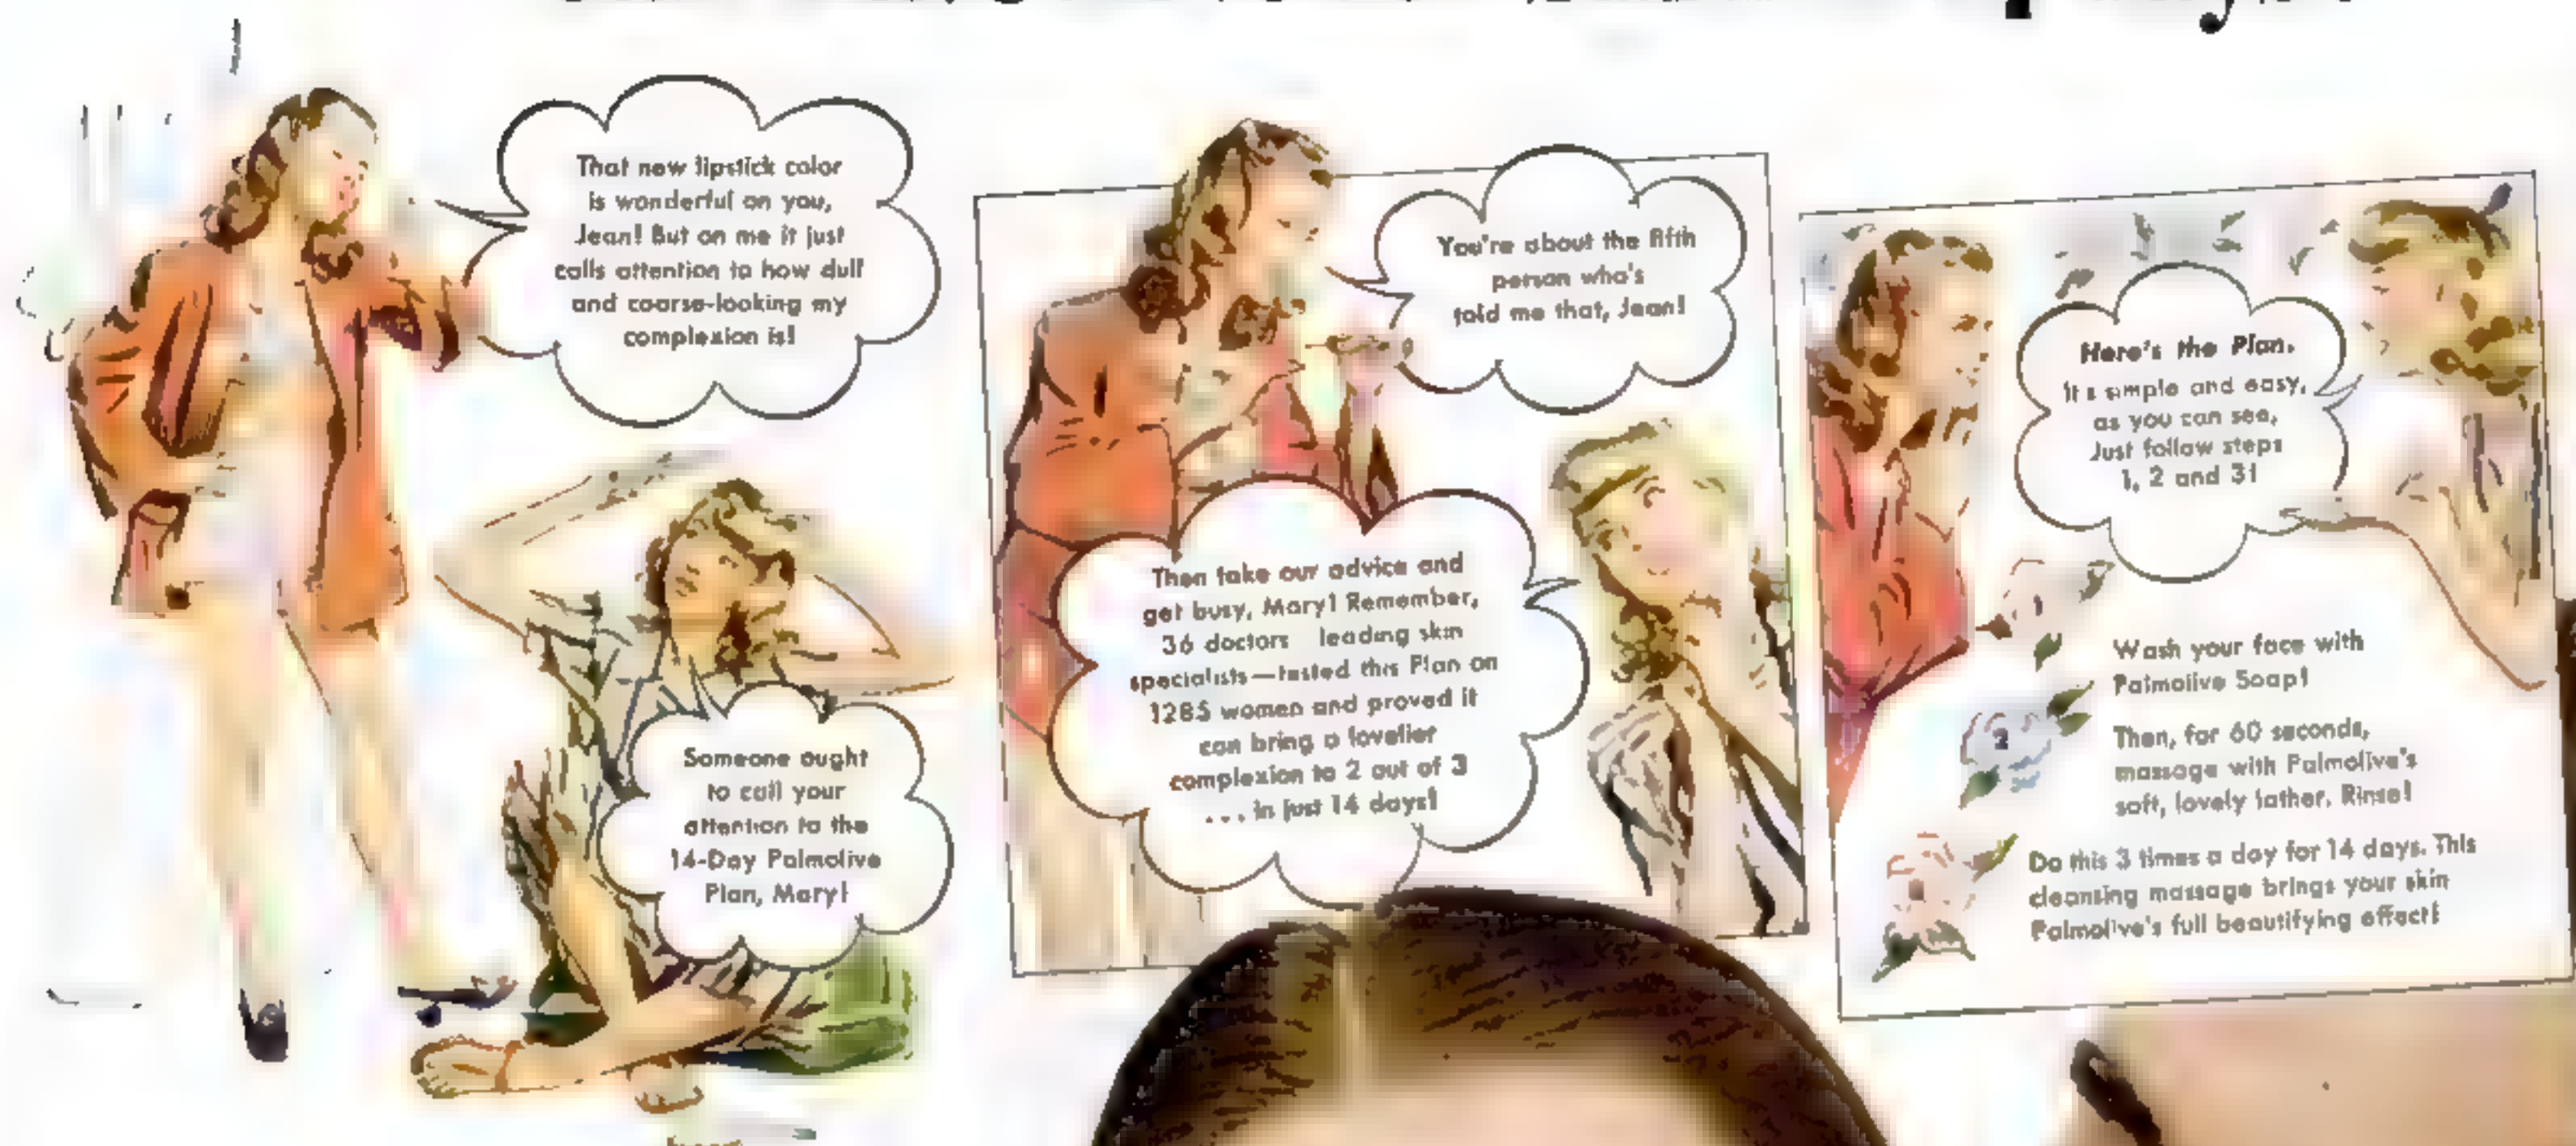 That new lipstick color
is wonderful on you,
Jean! But on me it just
calls attention to how dull
and coarse-looking my
complexion is!
Someone ought
to call your
attention to the
14-Day Palmolive
Plan, Mary!
You're about the fifth
person who's
told me that, Jean!
Then take our advice and
get busy, Mary! Remember,
36 doctors leading skin
specialists—tested this Plan on
1285 women and proved it
can bring a lovelier
complexion to 2 out of 3
... in just 14 days!
Here's the Plan.
It's simple and easy,
as you can see,
Just follow steps
1, 2 and 3!
1
Wash your face with
Palmolive Soap!
2
Then, for 60 seconds,
massage with Palmolive's
soft, lovely lather. Rinse!
Do this 3 times a day for 14 days. This
cleansing massage brings your skin
Palmolive's full beautifying effect!